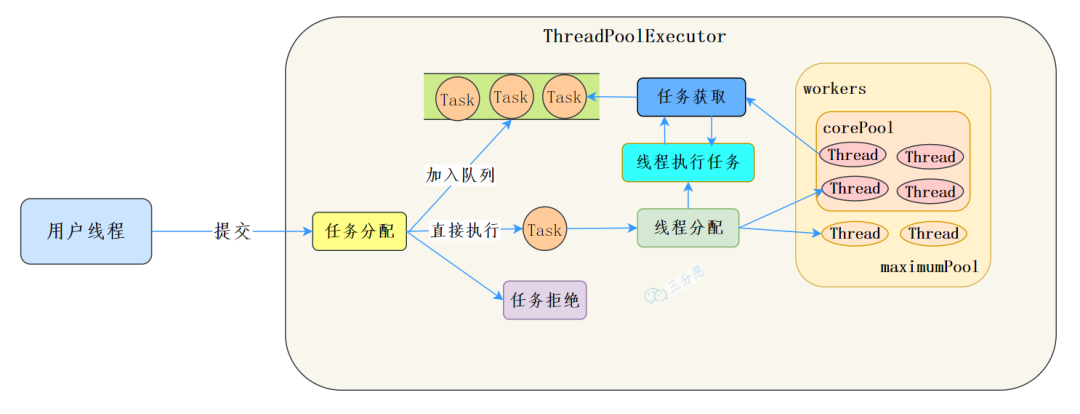 ThreadPoolExecutor
Task
Task
Task
任务获取
workers
corePool
Thread
Thread
Thread
Thread
线程执行任务
加入队列
用户线程
提交
任务分配
直接执行
Task
线程分配
Thread
Thread
maximumPool
任务拒绝
三分恶